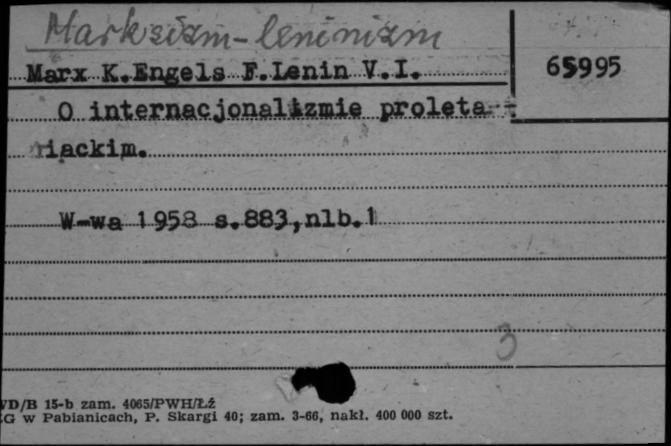 Marksizm-leninizm
Marx K.Engels F.Lenin V.I.
65995
O internacjonalizmie proleta-
riackim.
W-wa 1958 s.883,nlb.1
3
VD/B 15-b zam. 4065/PWH/Łź
.G w Pabianicach, P. Skargi 40; zam. 3-66, nakł. 400 000 szt.